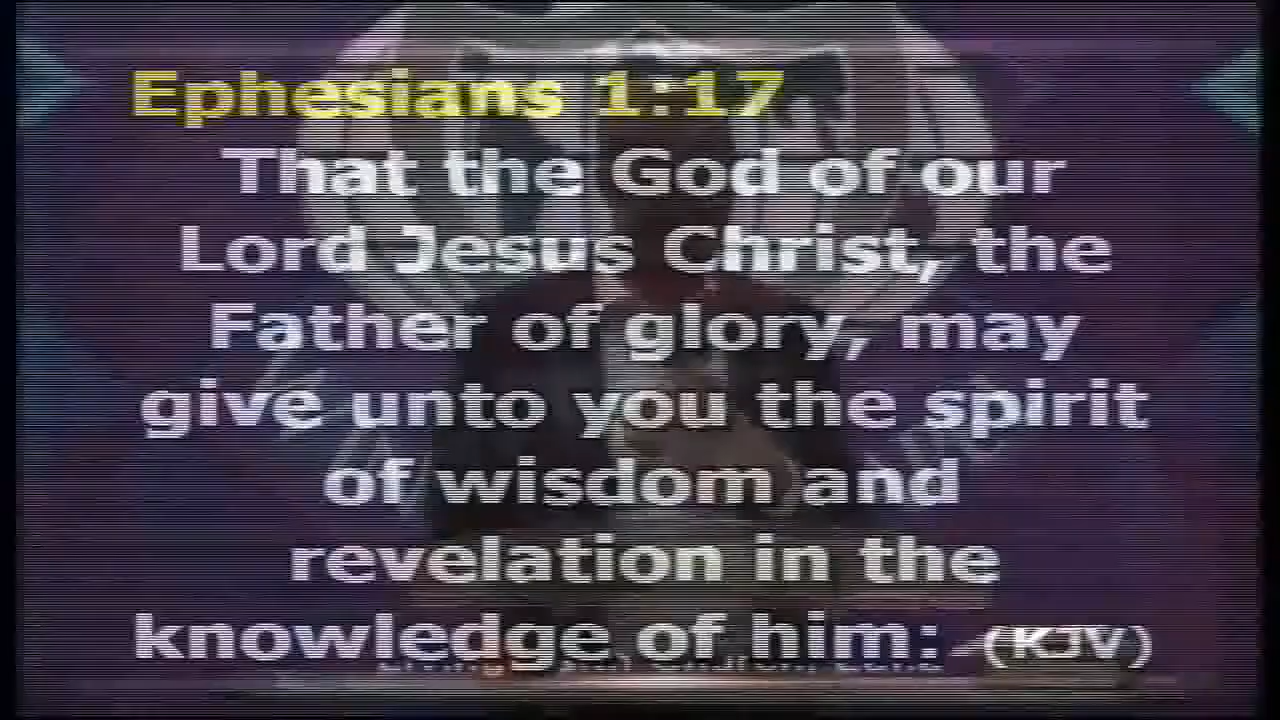 Ephesians 1:17
That the God of our
Lord Jesus Christ, the
Father of glory, may
give unto you the spirit
of wisdom and
revelation in the
knowledge of him: (KJV)